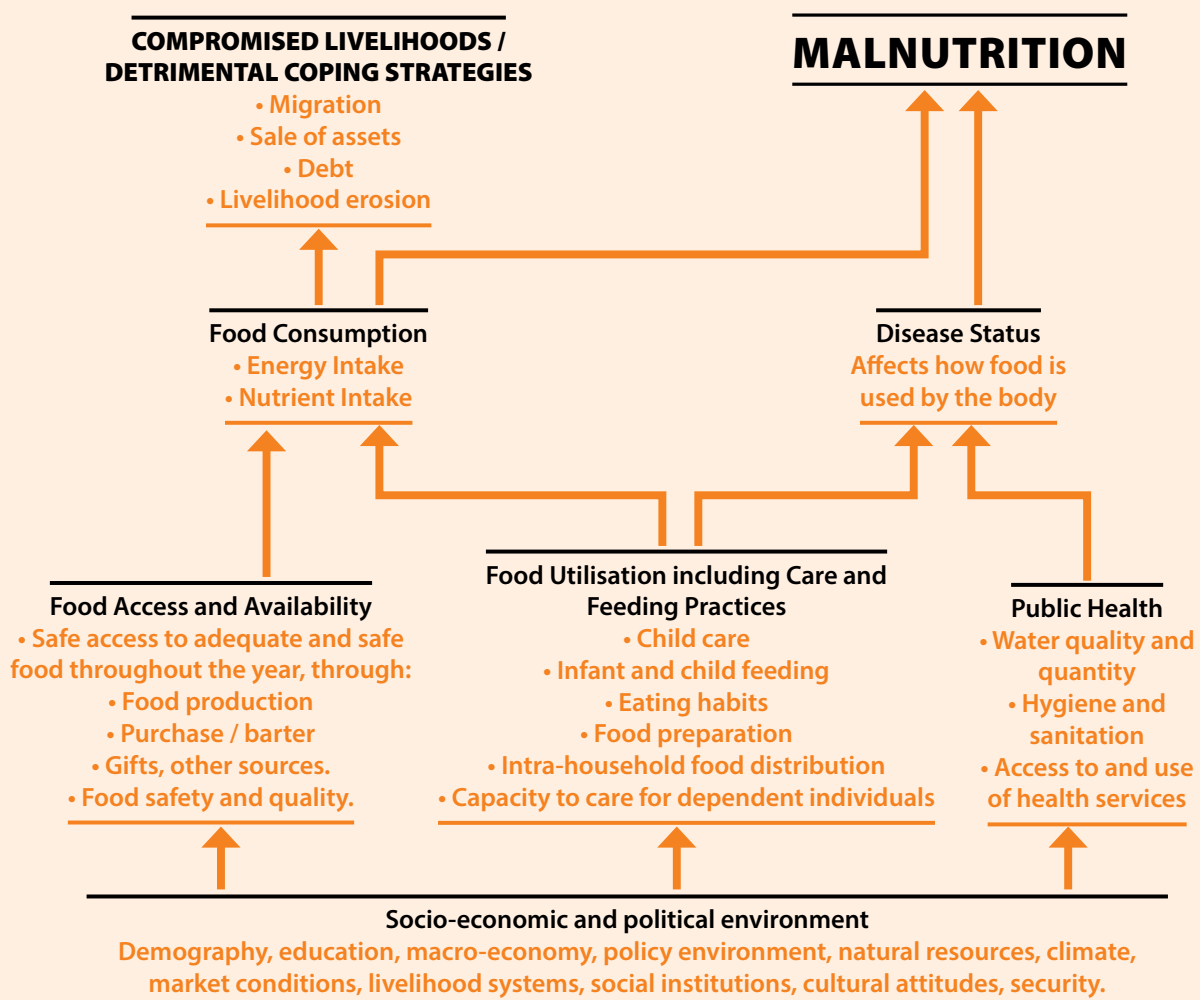 COMPROMISED LIVELIHOODS /
DETRIMENTAL COPING STRATEGIES
• Migration
• Sale of assets
• Debt
• Livelihood erosion
MALNUTRITION
Food Consumption
• Energy Intake
• Nutrient Intake
Disease Status
Affects how food is
used by the body
Food Access and Availability
• Safe access to adequate and safe
food throughout the year, through:
• Food production
• Purchase / barter
• Gifts, other sources.
• Food safety and quality.
Food Utilisation including Care and
Feeding Practices
• Child care
• Infant and child feeding
• Eating habits
• Food preparation
• Intra-household food distribution
• Capacity to care for dependent individuals
Public Health
• Water quality and
quantity
• Hygiene and
sanitation
• Access to and use
of health services
Socio-economic and political environment
Demography, education, macro-economy, policy environment, natural resources, climate,
market conditions, livelihood systems, social institutions, cultural attitudes, security.